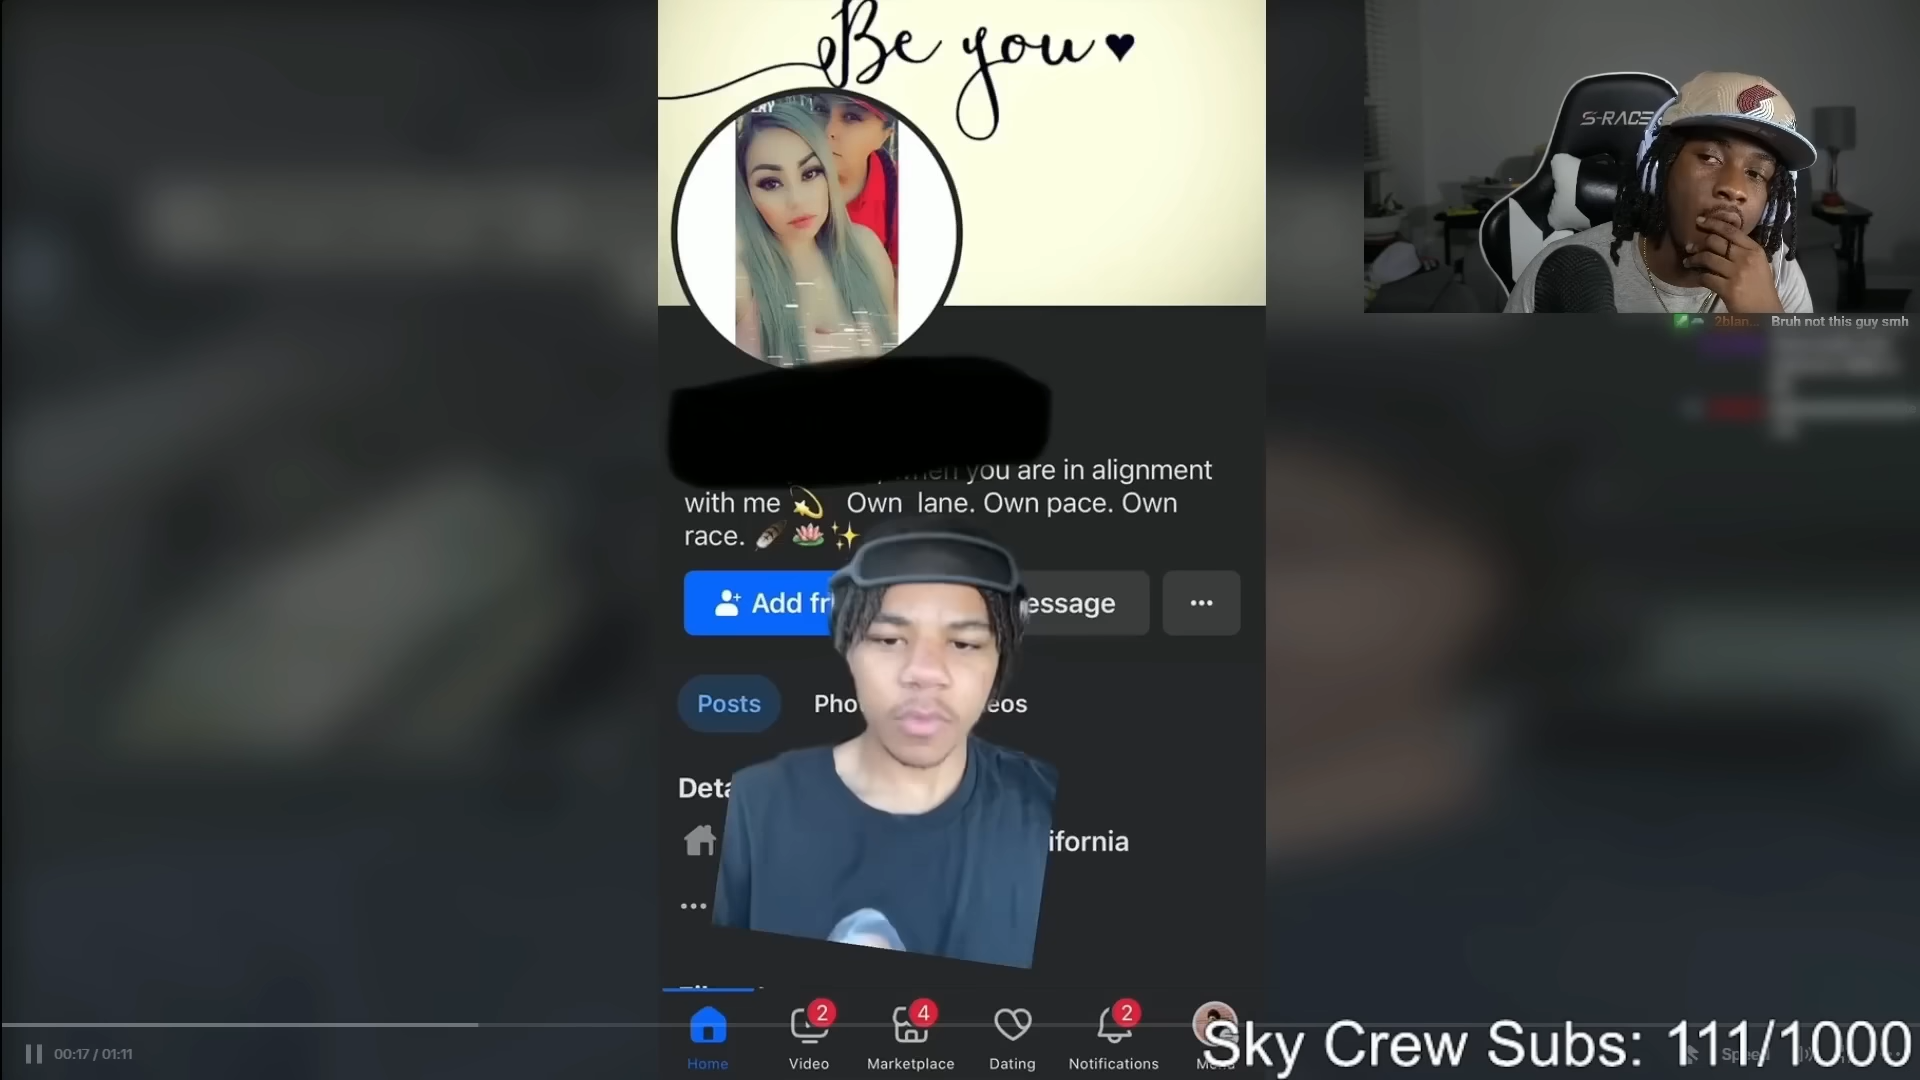 Be you♥
S-RACE
Bruh not this guy smh
you are in alignment
with me 💫 Own lane. Own pace. Own
race. 🪶🪷✨
Add fr
essage
...
Posts
Pho
eos
Deta
ifornia
...
2
4
2
Home
Video
Marketplace
Dating
Notifications
Sky Crew Subs: 111/1000
00:17 / 01:11